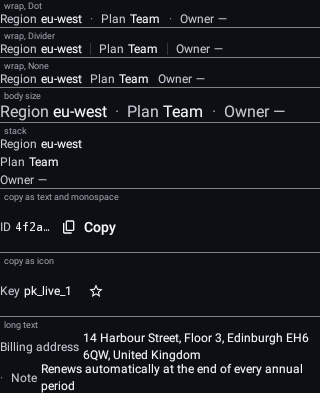 wrap, Dot
Region eu-west · Plan Team · Owner —
wrap, Divider
Region eu-west | Plan Team | Owner —
wrap, None
Region eu-west Plan Team Owner —
body size
Region eu-west · Plan Team · Owner —
stack
Region eu-west
Plan Team
Owner —
copy as text and monospace
ID 4f2a… Copy
copy as icon
Key pk_live_1
long text
Billing address 14 Harbour Street, Floor 3, Edinburgh EH6
6QW, United Kingdom
· Note Renews automatically at the end of every annual
period